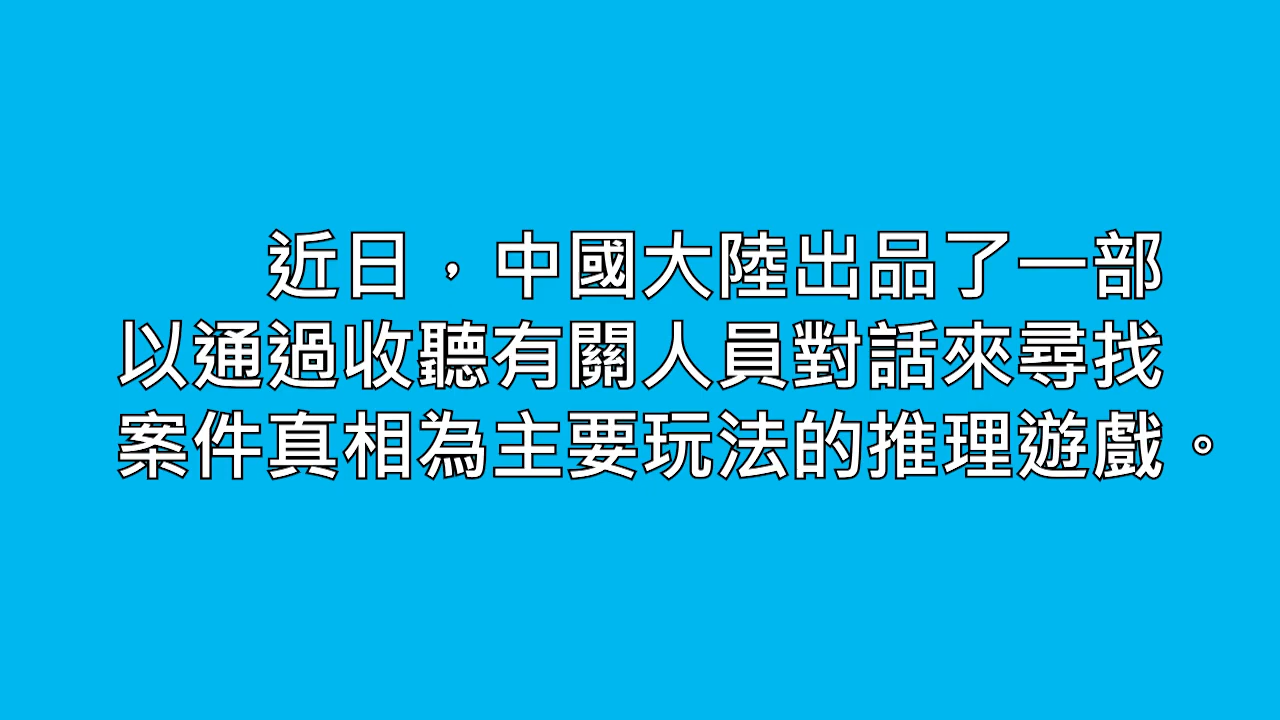 近日，中國大陸出品了一部
以通過收聽有關人員對話來尋找
案件真相為主要玩法的推理遊戲。